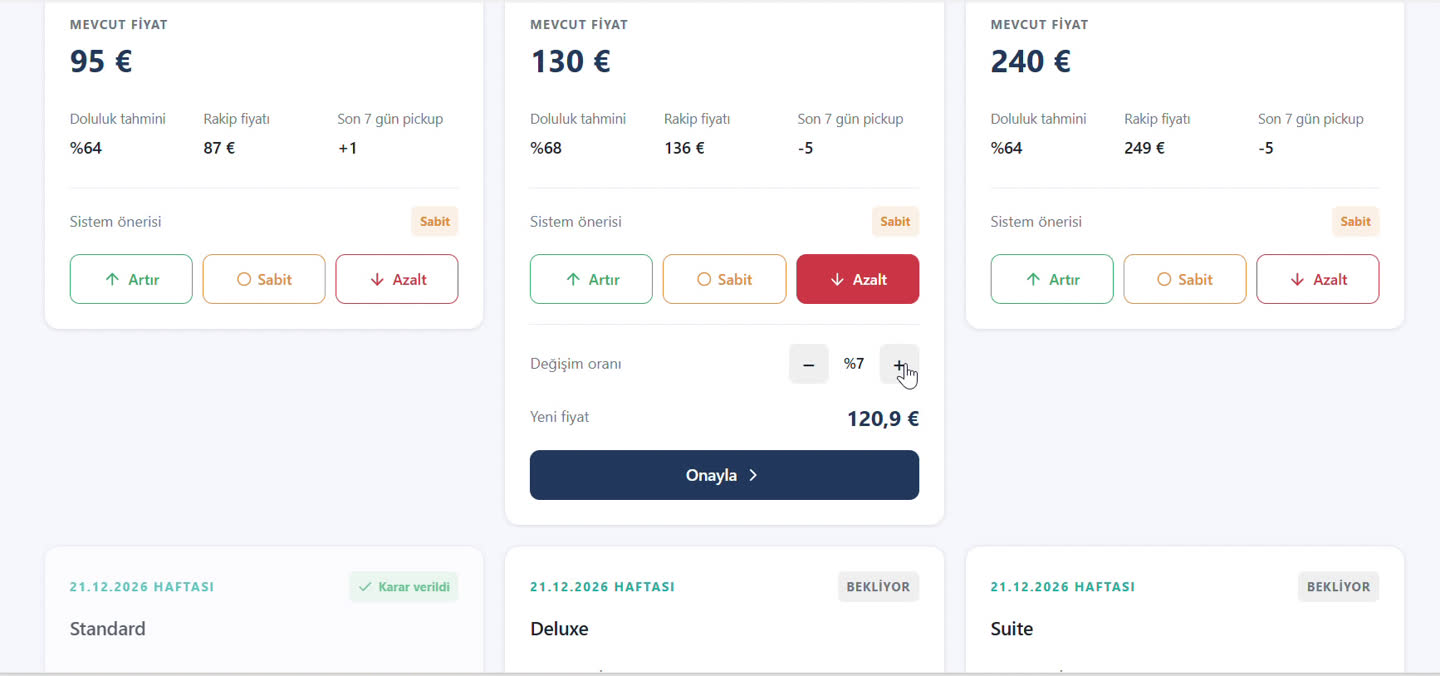 MEVCUT FİYAT
95 €
Doluluk tahmini Rakip fiyatı Son 7 gün pickup
%64 87 € +1
Sistem önerisi Sabit
↑ Artır ○ Sabit ↓ Azalt
MEVCUT FİYAT
130 €
Doluluk tahmini Rakip fiyatı Son 7 gün pickup
%68 136 € -5
Sistem önerisi Sabit
↑ Artır ○ Sabit ↓ Azalt
Değişim oranı − %7 +
Yeni fiyat 120,9 €
Onayla >
MEVCUT FİYAT
240 €
Doluluk tahmini Rakip fiyatı Son 7 gün pickup
%64 249 € -5
Sistem önerisi Sabit
↑ Artır ○ Sabit ↓ Azalt
21.12.2026 HAFTASI ✓ Karar verildi
Standard
21.12.2026 HAFTASI BEKLİYOR
Deluxe
21.12.2026 HAFTASI BEKLİYOR
Suite